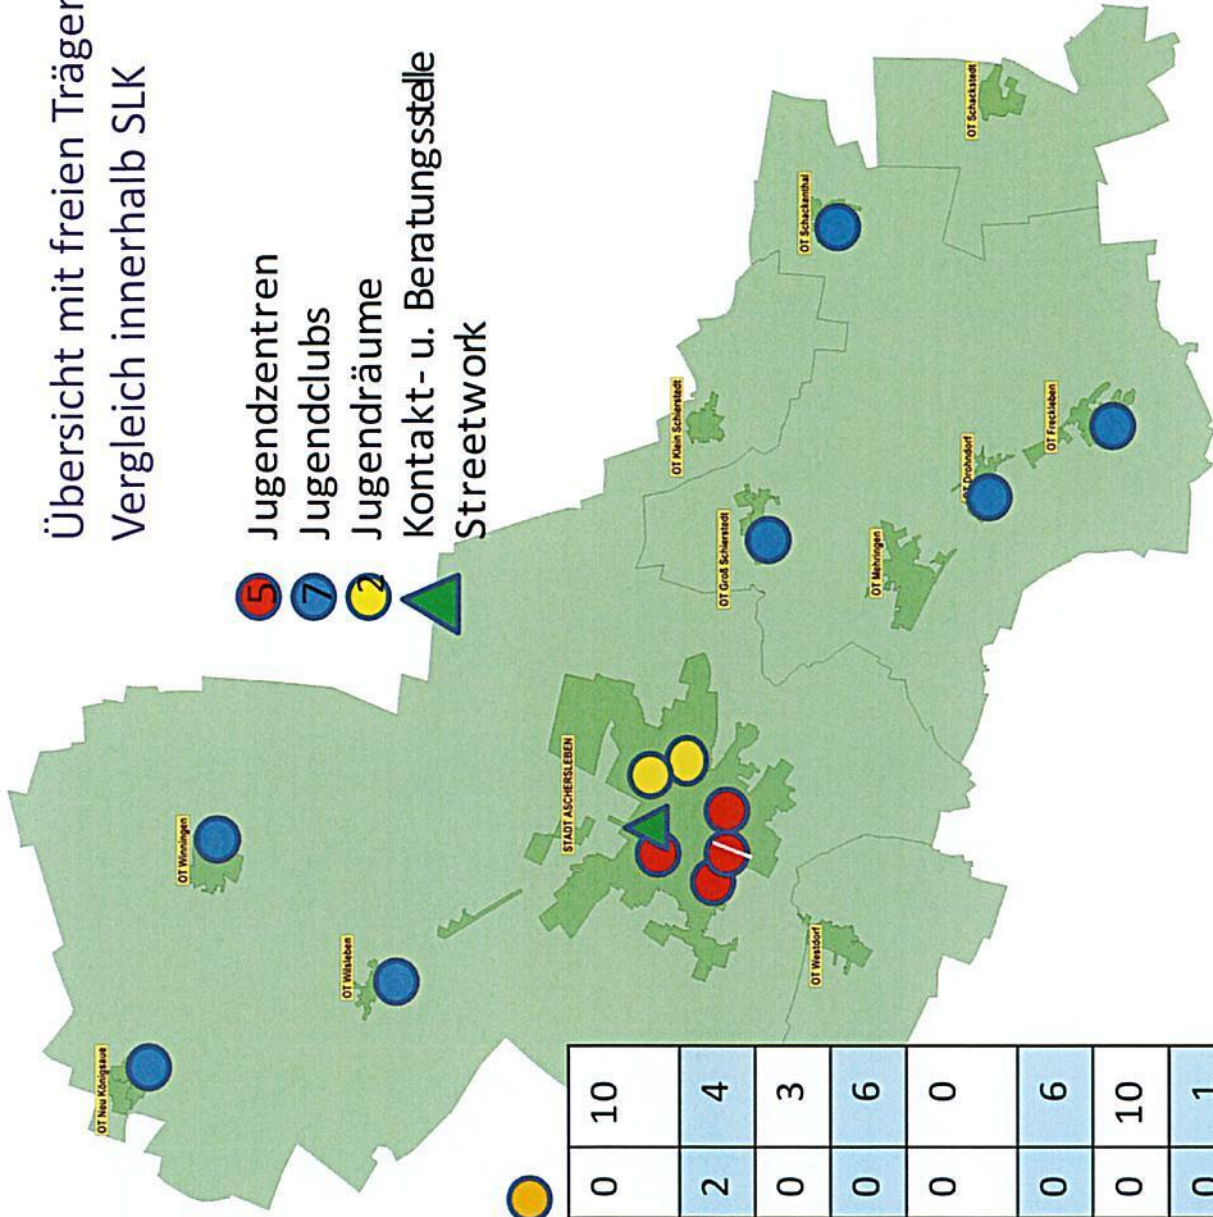 Übersicht mit freien Träger
Vergleich innerhalb SLK
5 Jugendzentren
7 Jugendclubs
2 Jugendräume
Kontakt- u. Beratungsstelle
Streetwork
OT Neu Königsaue
OT Winningen
OT Wilsleben
STADT ASCHERSLEBEN
OT Klein Schierstedt
OT Groß Schierstedt
OT Schackenthal
OT Westdorf
OT Mehringen
OT Drohndorf
OT Schackstedt
OT Freckleben
0 10
2 4
0 3
0 6
0 0
0 6
0 10
0 1